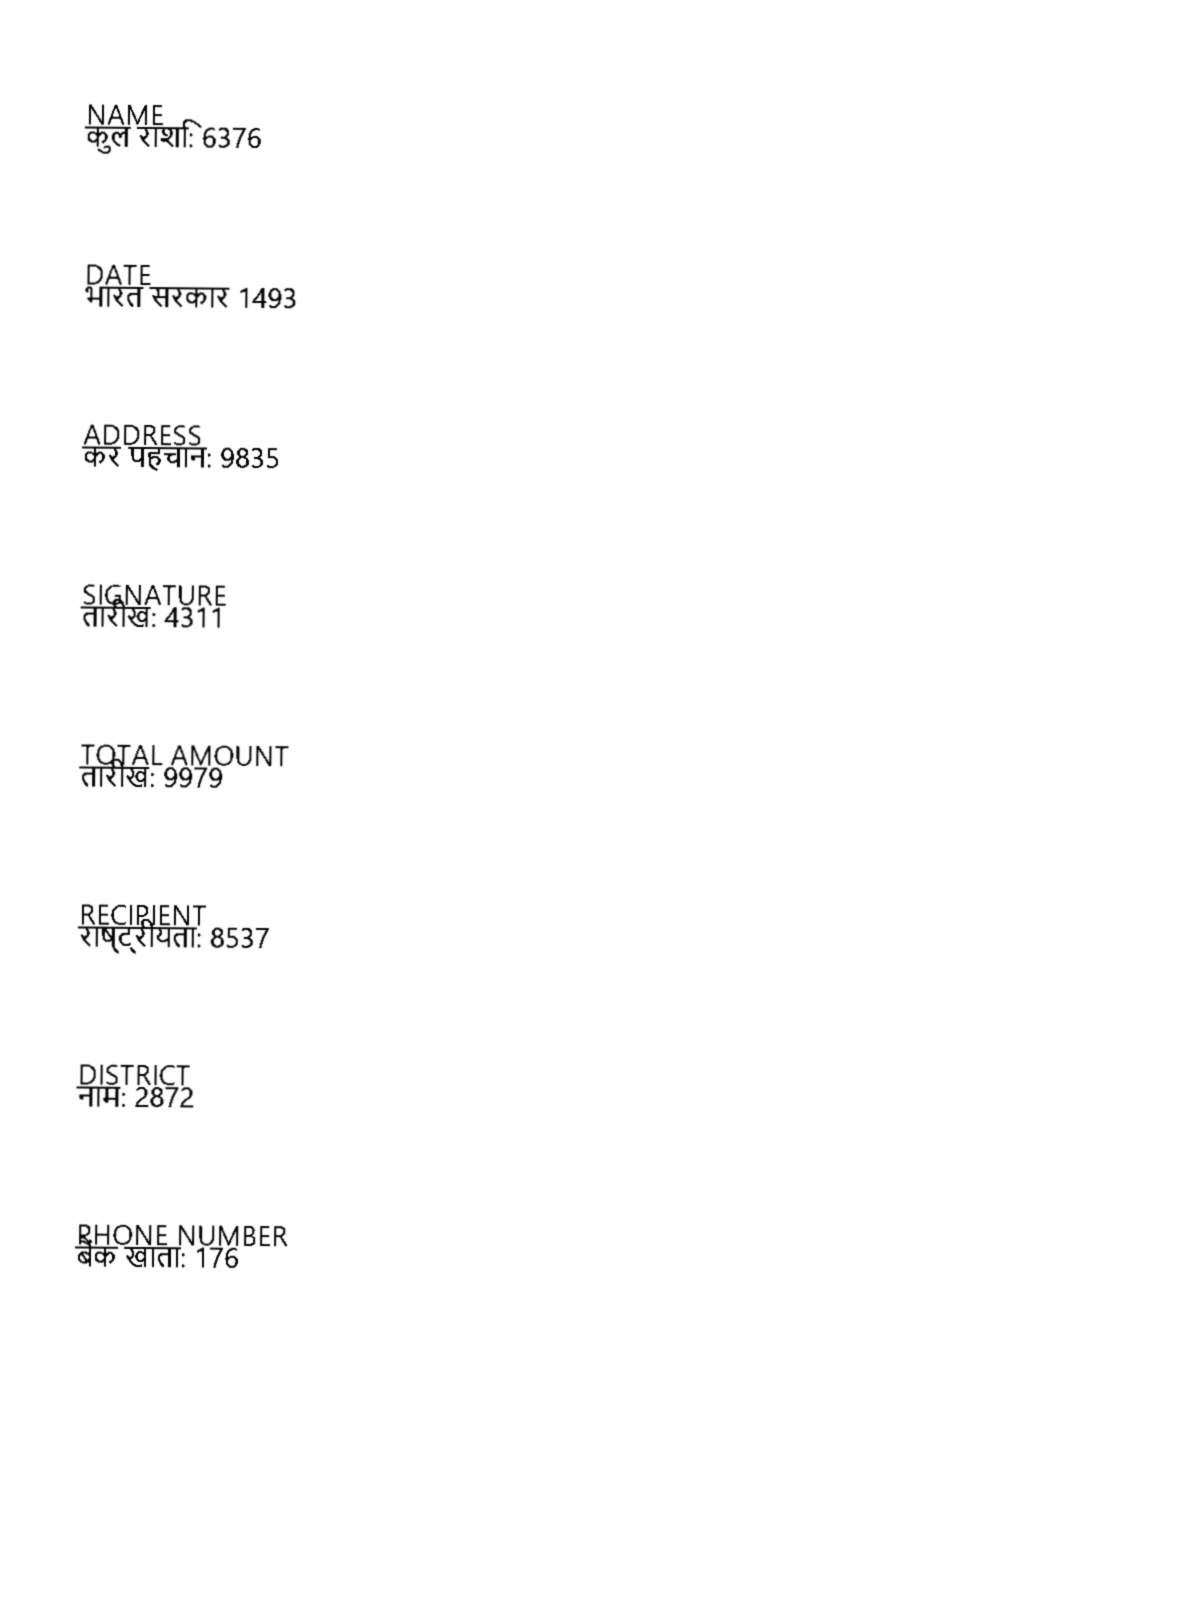 NAME
कुल राशि: 6376
DATE
भारत सरकार 1493
ADDRESS
कर पहचान: 9835
SIGNATURE
तारीख: 4311
TOTAL AMOUNT
तारीख: 9979
RECIPIENT
राष्ट्रीयता: 8537
DISTRICT
नाम: 2872
PHONE NUMBER
बैंक खाता: 176